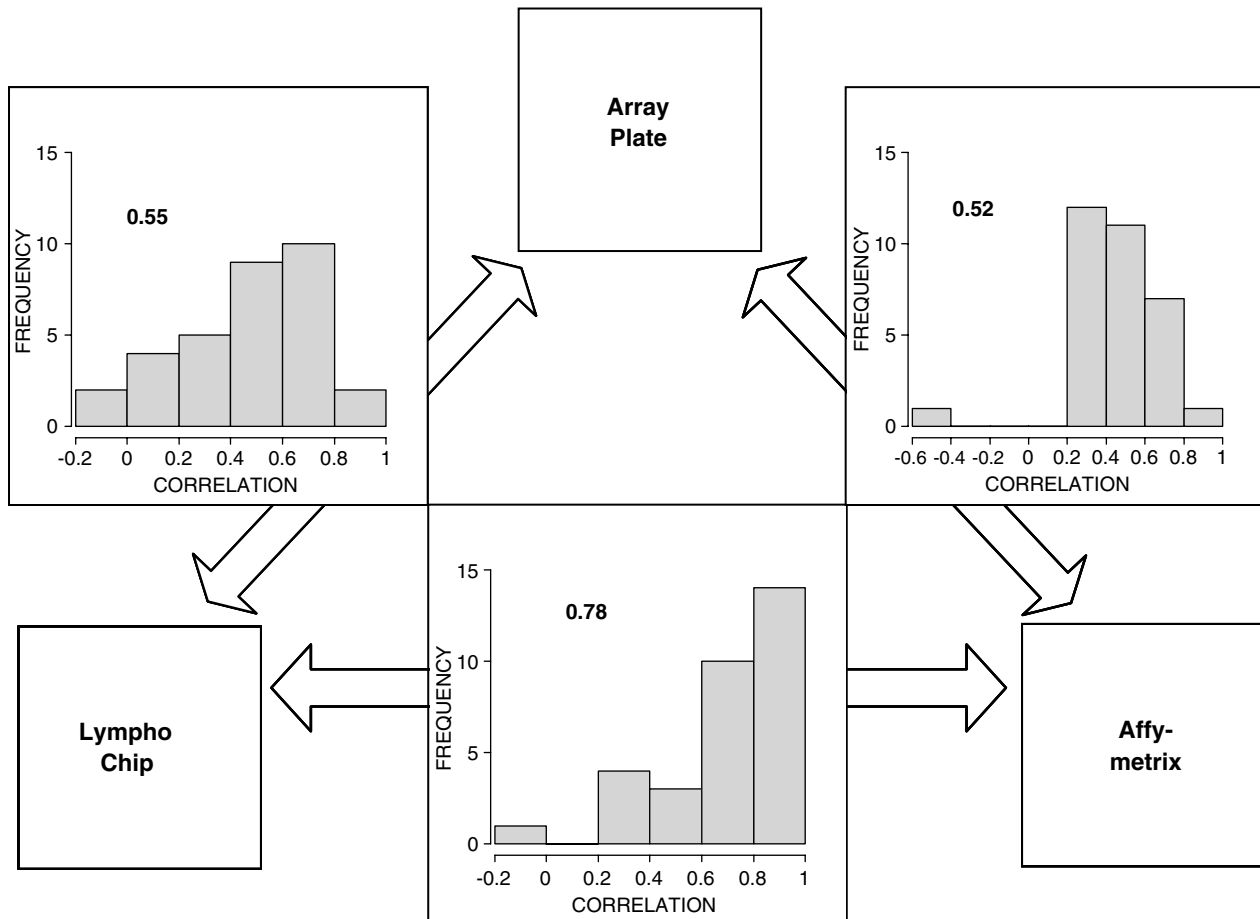 Array
Plate
15
10
5
0
FREQUENCY
0.55
-0.2 0 0.2 0.4 0.6 0.8 1
CORRELATION
15
10
5
0
FREQUENCY
0.52
-0.6 -0.4 -0.2 0 0.2 0.4 0.6 0.8 1
CORRELATION
Lympho
Chip
15
10
5
0
FREQUENCY
0.78
-0.2 0 0.2 0.4 0.6 0.8 1
CORRELATION
Affy-
metrix